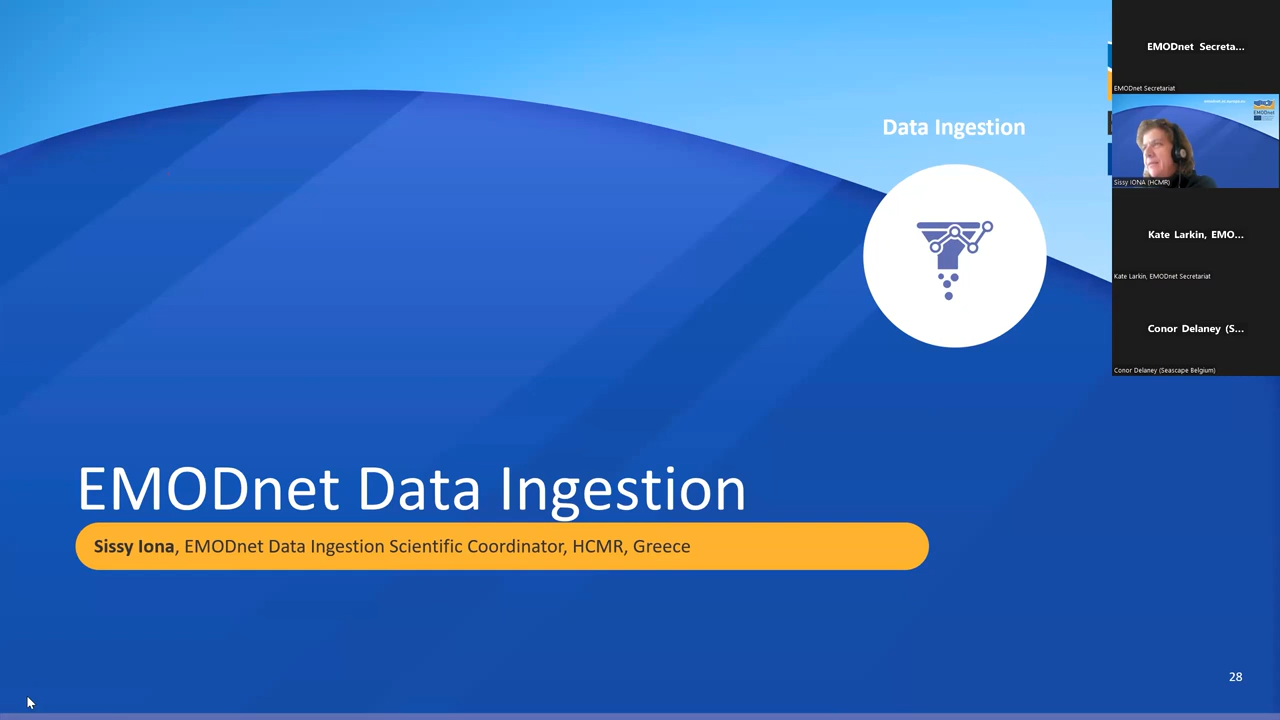 Data Ingestion
EMODnet Data Ingestion
Sissy Iona, EMODnet Data Ingestion Scientific Coordinator, HCMR, Greece
28
EMODnet Secreta...
EMODnet Secretariat
EMODnet
Sissy IONA (HCMR)
Kate Larkin, EMO...
Kate Larkin, EMODnet Secretariat
Conor Delaney (S...
Conor Delaney (Seascape Belgium)